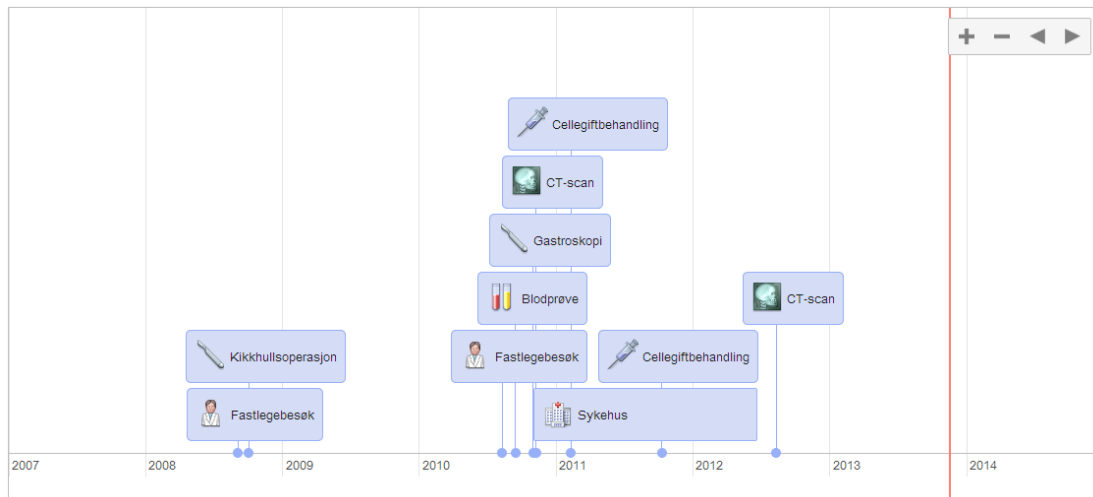 Cellegiftbehandling
CT-scan
Gastroskopi
Blodprøve
CT-scan
Kikkhullsoperasjon
Fastlegebesøk
Cellegiftbehandling
Fastlegebesøk
Sykehus
2007 2008 2009 2010 2011 2012 2013 2014